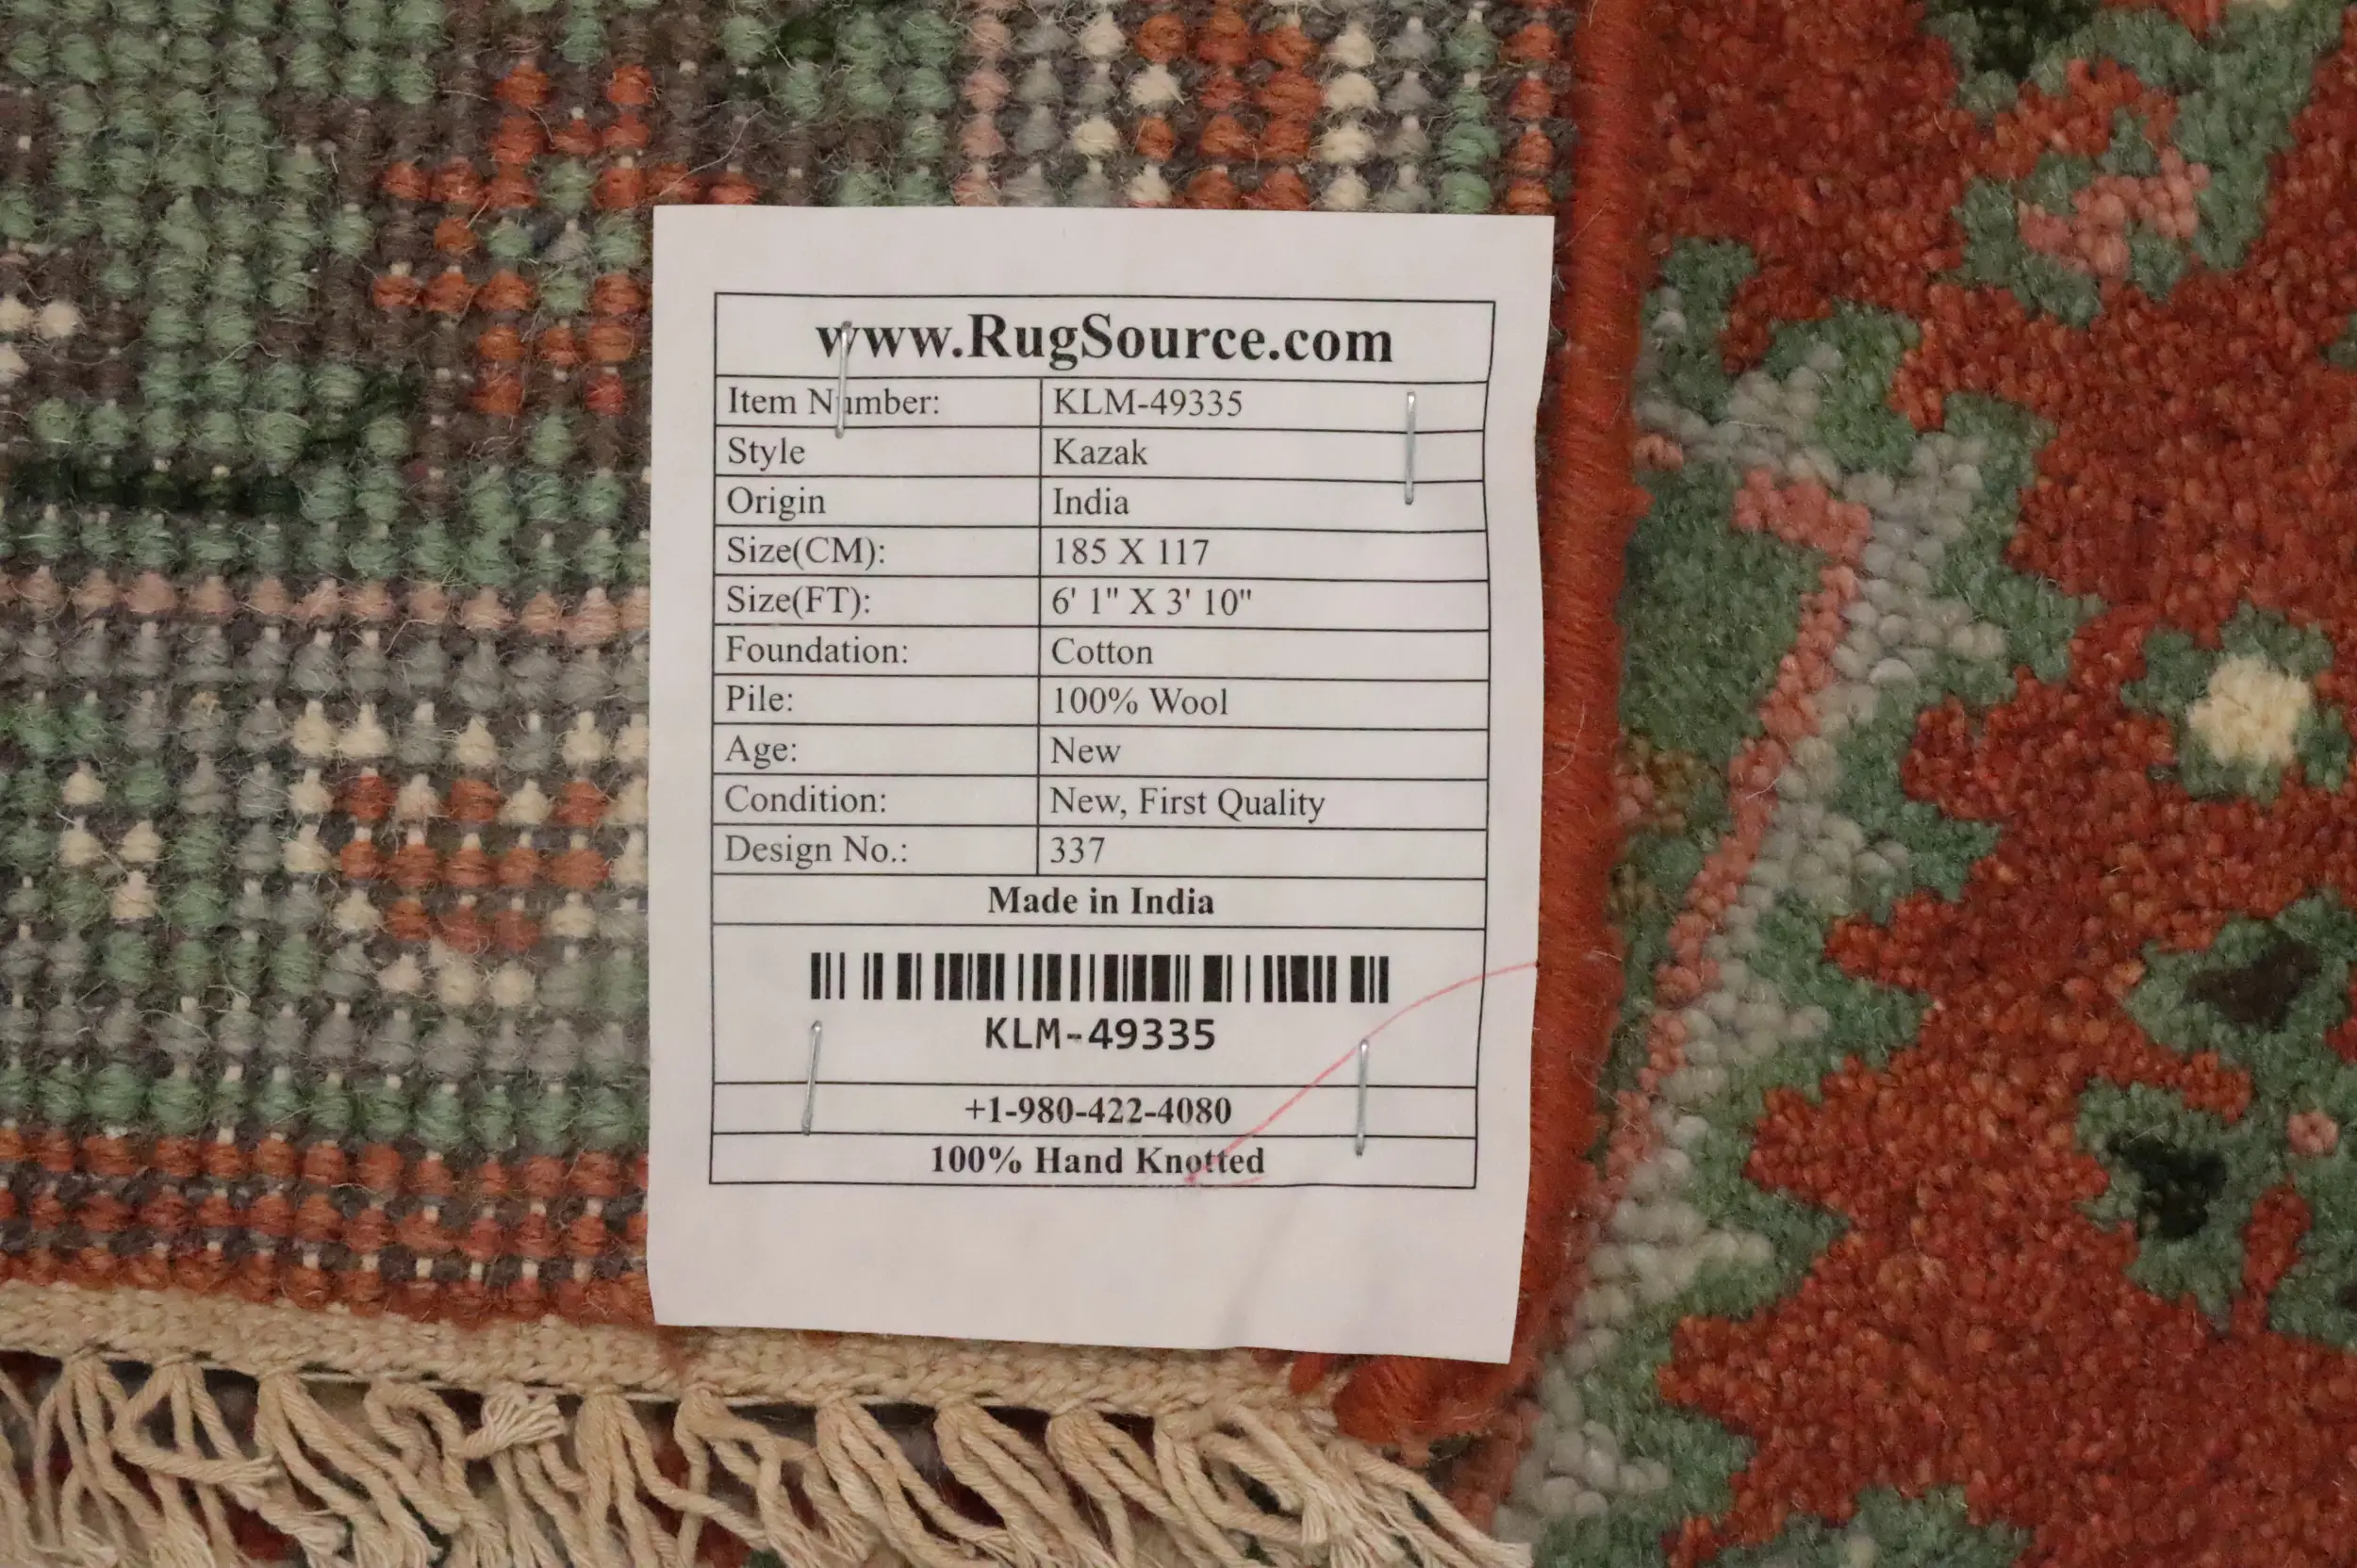 www.RugSource.com
Item Number: KLM-49335
Style Kazak
Origin India
Size(CM): 185 X 117
Size(FT): 6' 1" X 3' 10"
Foundation: Cotton
Pile: 100% Wool
Age: New
Condition: New, First Quality
Design No.: 337
Made in India
KLM-49335
+1-980-422-4080
100% Hand Knotted